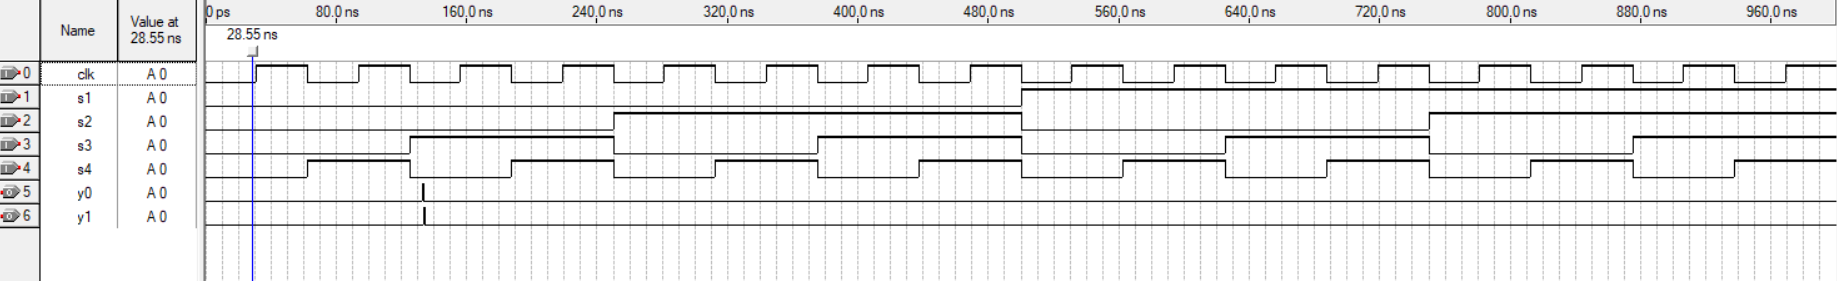 Name Value at 28.55 ns
0 ps 80.0 ns 160.0 ns 240.0 ns 320.0 ns 400.0 ns 480.0 ns 560.0 ns 640.0 ns 720.0 ns 800.0 ns 880.0 ns 960.0 ns
28.55 ns
0 clk A 0
1 s1 A 0
2 s2 A 0
3 s3 A 0
4 s4 A 0
5 y0 A 0
6 y1 A 0